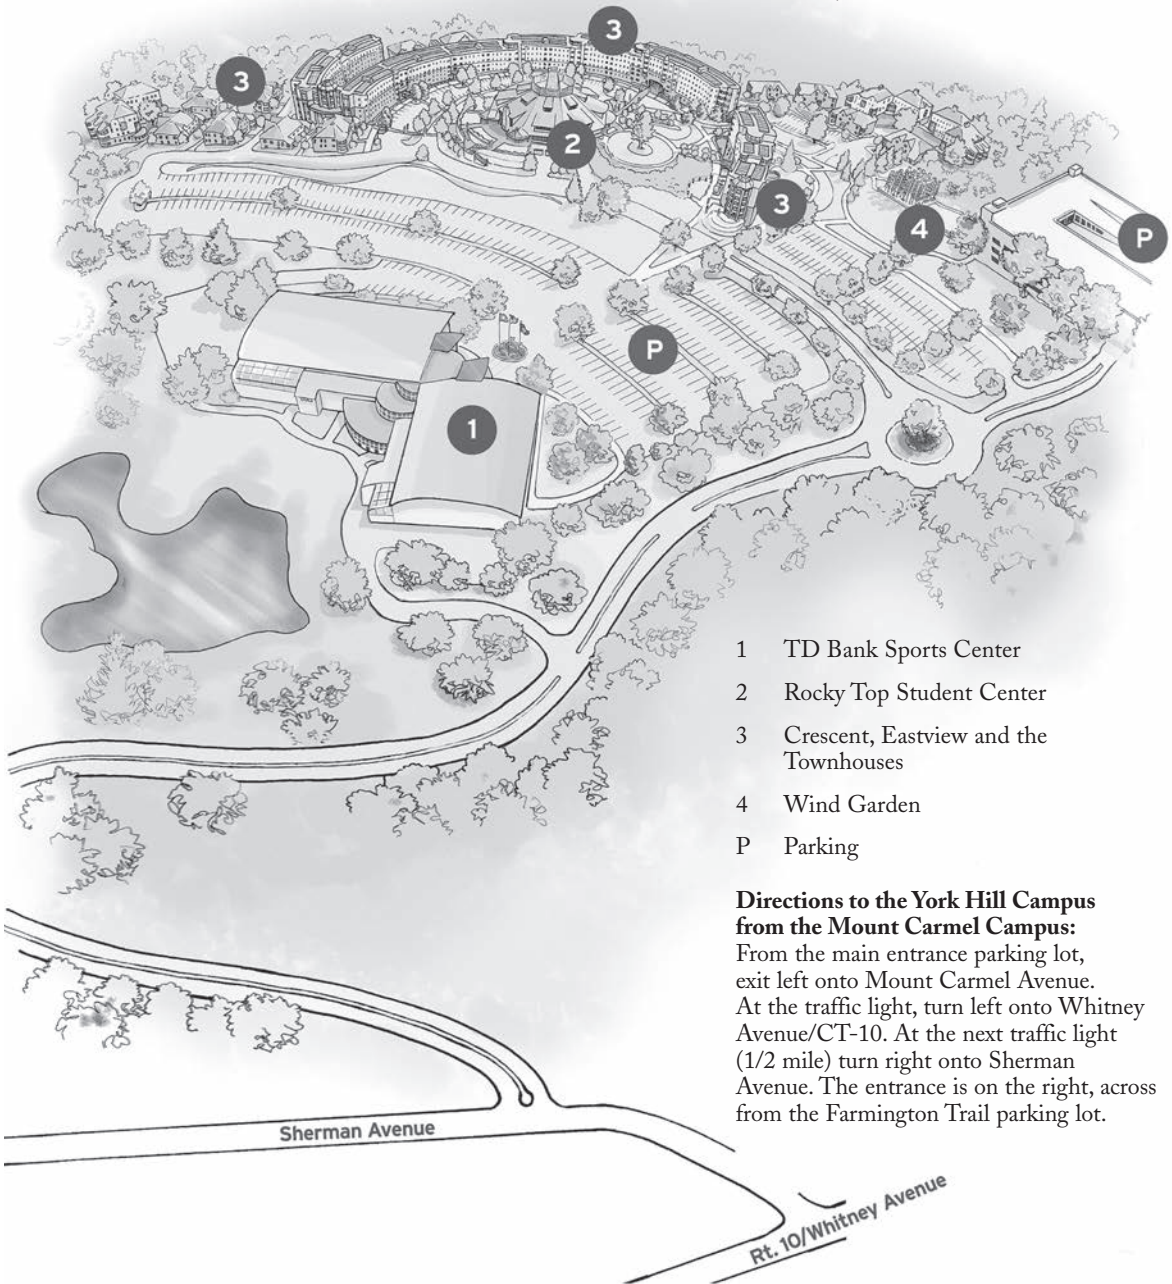 3
3
2
3
4
P
P
1
1 TD Bank Sports Center
2 Rocky Top Student Center
3 Crescent, Eastview and the
Townhouses
4 Wind Garden
P Parking
Directions to the York Hill Campus
from the Mount Carmel Campus:
From the main entrance parking lot,
exit left onto Mount Carmel Avenue.
At the traffic light, turn left onto Whitney
Avenue/CT-10. At the next traffic light
(1/2 mile) turn right onto Sherman
Avenue. The entrance is on the right, across
from the Farmington Trail parking lot.
Sherman Avenue
Rt. 10/Whitney Avenue